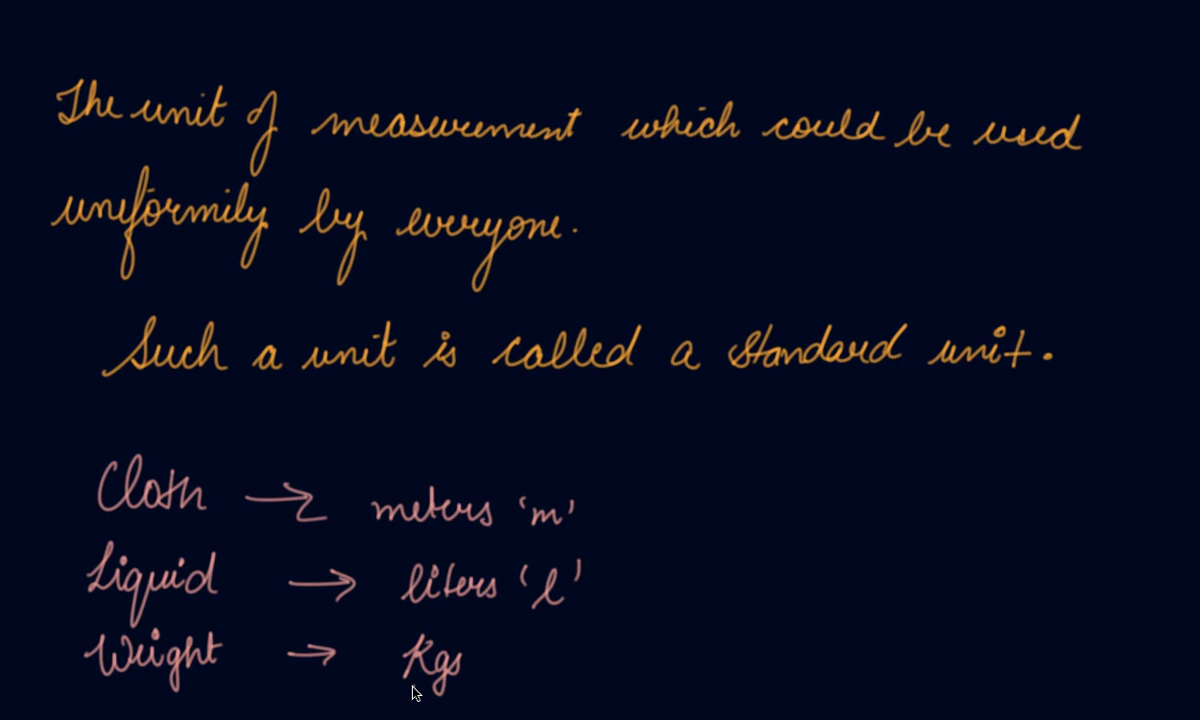 The unit of measurement which could be used
uniformily by everyone.
Such a unit is called a standard unit.
Cloth → meters 'm'
Liquid → liters 'l'
Weight → Kgs